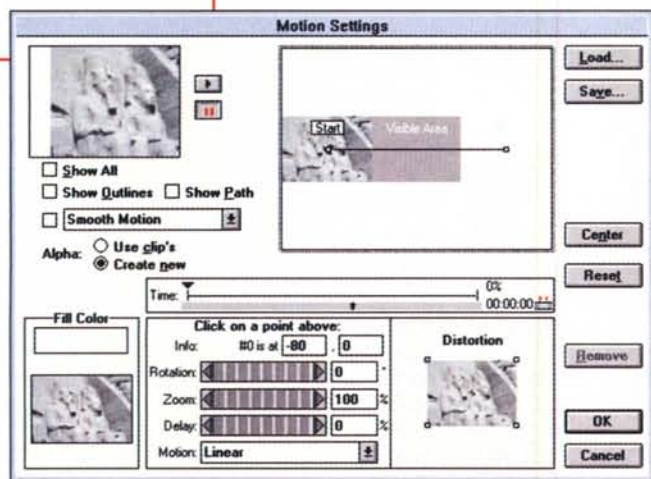 Motion Settings
Load...
Save...
Start
Visible Area
Show All
Show Outlines
Show Path
Smooth Motion
Alpha:
Use clip's
Create new
Center
Reset
Time:
0%
00:00:00
Fill Color
Click on a point above:
Info: #0 is at -80 , 0
Rotation: 0 °
Zoom: 100 %
Delay: 0 %
Motion: Linear
Distortion
Remove
OK
Cancel